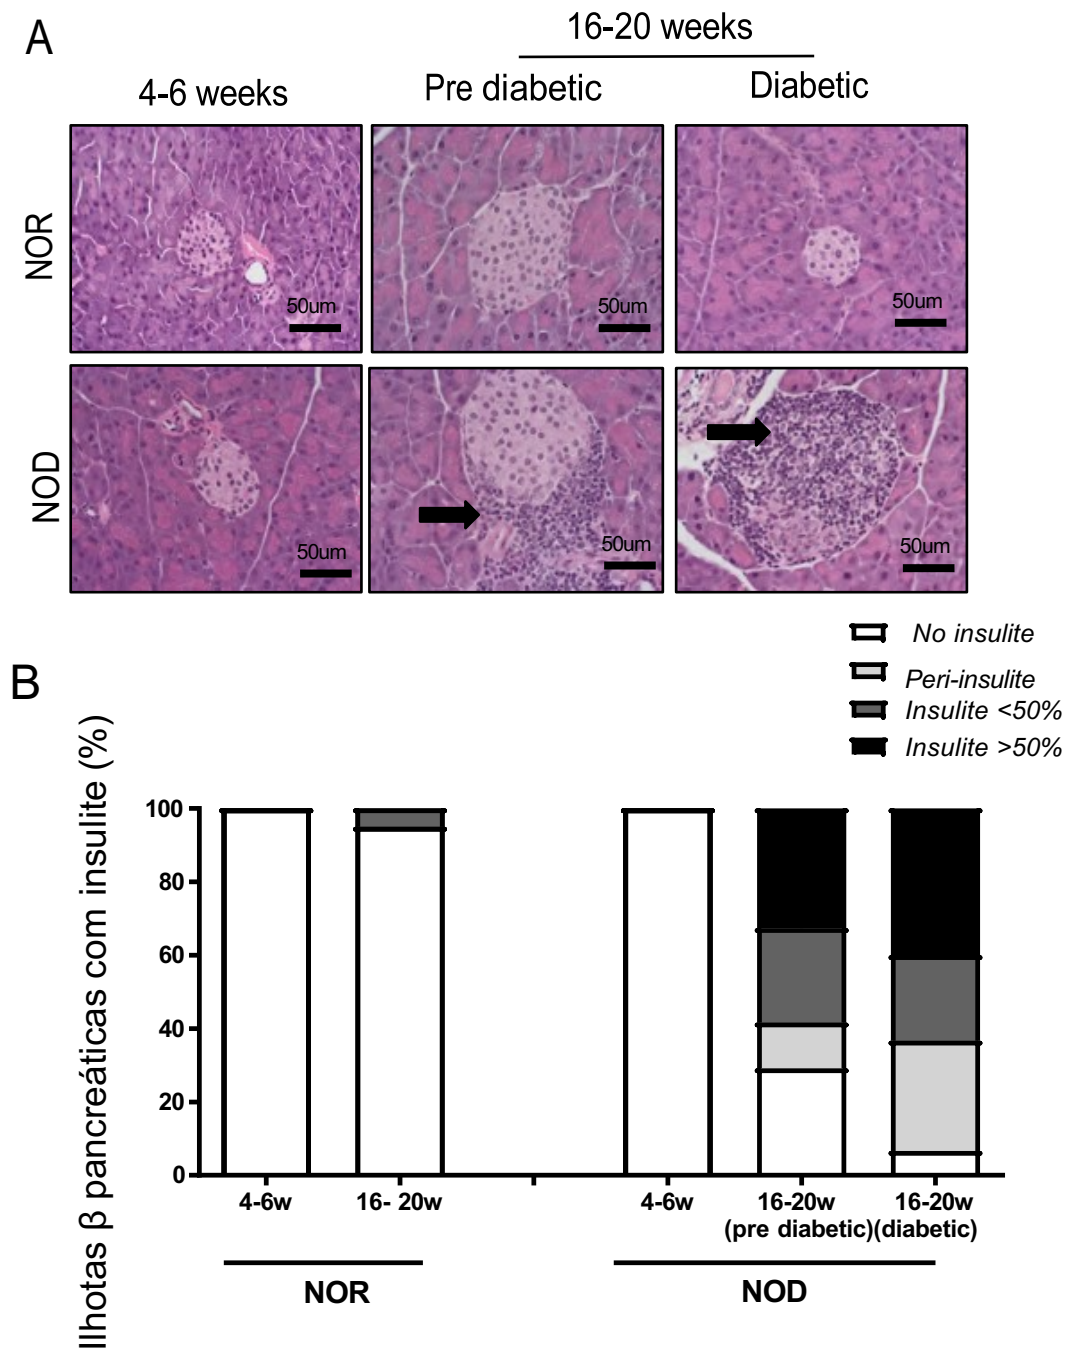 A
16-20 weeks
4-6 weeks
Pre diabetic
Diabetic
NOR
50um
50um
50um
NOD
50um
50um
50um
No insulite
Peri-insulite
Insulite <50%
Insulite >50%
B
Ilhotas β pancreáticas com insulite (%)
100
80
60
40
20
0
4-6w
16- 20w
4-6w
16-20w
(pre diabetic)
16-20w
(diabetic)
NOR
NOD